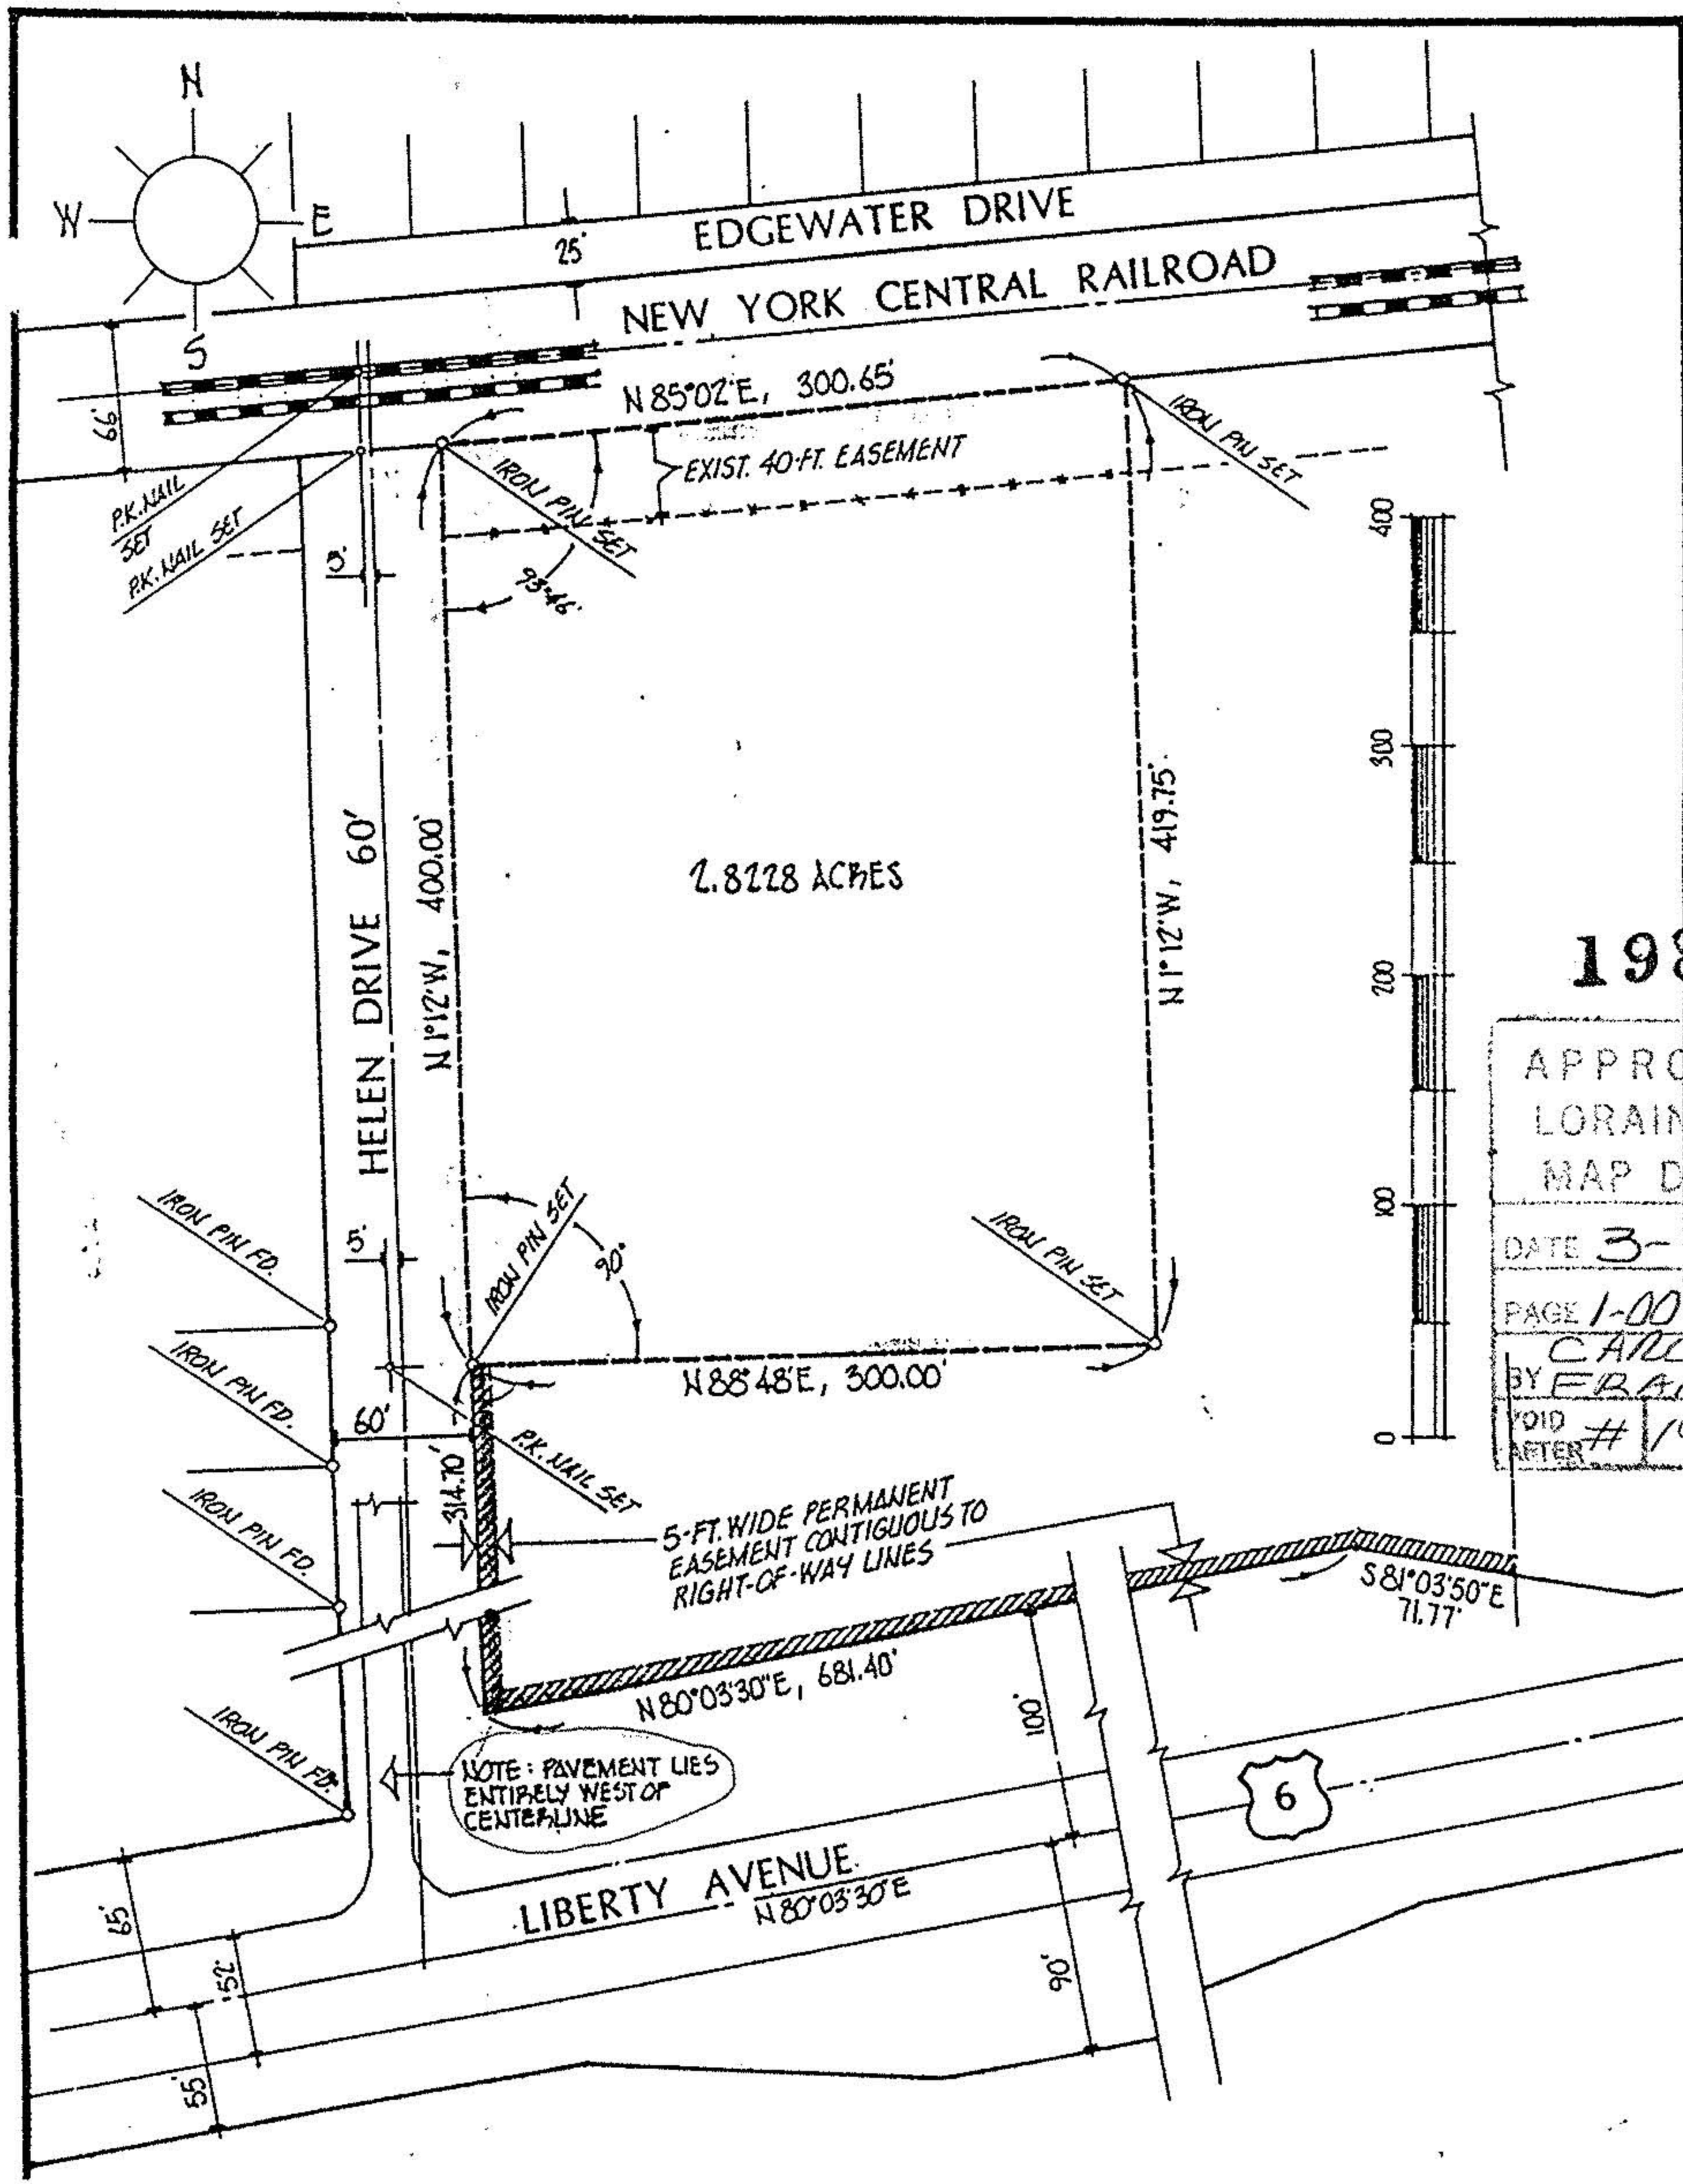 N
W
E
S
EDGEWATER DRIVE
25'
NEW YORK CENTRAL RAILROAD
66'
N 85°02'E, 300.65'
EXIST. 40-FT. EASEMENT
IRON PIN SET
IRON PIN SET
P.K. NAIL
SET
P.K. NAIL SET
93°46'
HELEN DRIVE 60'
N 1°12'W, 400.00'
2.8228 ACRES
N 1°12'W, 419.75'
400
300
200
100
0
198
APPRO
LORAIN
MAP D
DATE 3-
PAGE 1-00
BY
VOID
AFTER #
IRON PIN FD.
IRON PIN SET
90°
IRON PIN SET
N 88°48'E, 300.00'
IRON PIN FD.
60'
P.K. NAIL SET
314.70'
IRON PIN FD.
5-FT. WIDE PERMANENT
EASEMENT CONTIGUOUS TO
RIGHT-OF-WAY LINES
S 81°03'50"E
71.77'
N 80°03'30"E, 681.40'
100'
IRON PIN FD.
NOTE: PAVEMENT LIES
ENTIRELY WEST OF
CENTERLINE
6
LIBERTY AVENUE
N 80°03'30"E
65'
52'
55'
90'